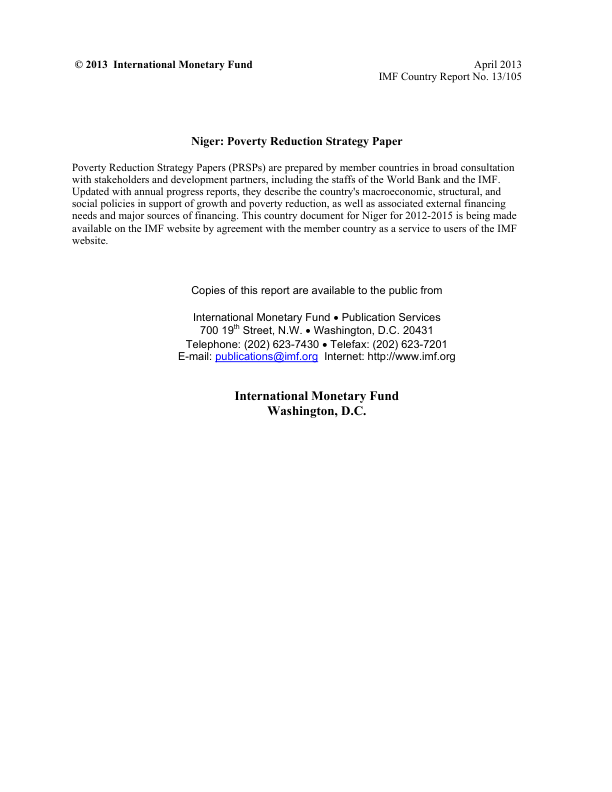 © 2013 International Monetary Fund
April 2013
IMF Country Report No. 13/105
Niger: Poverty Reduction Strategy Paper
Poverty Reduction Strategy Papers (PRSPs) are prepared by member countries in broad consultation
with stakeholders and development partners, including the staffs of the World Bank and the IMF.
Updated with annual progress reports, they describe the country's macroeconomic, structural, and
social policies in support of growth and poverty reduction, as well as associated external financing
needs and major sources of financing. This country document for Niger for 2012-2015 is being made
available on the IMF website by agreement with the member country as a service to users of the IMF
website.
Copies of this report are available to the public from
International Monetary Fund • Publication Services
700 19th Street, N.W. • Washington, D.C. 20431
Telephone: (202) 623-7430 • Telefax: (202) 623-7201
E-mail: publications@imf.org Internet: http://www.imf.org
International Monetary Fund
Washington, D.C.